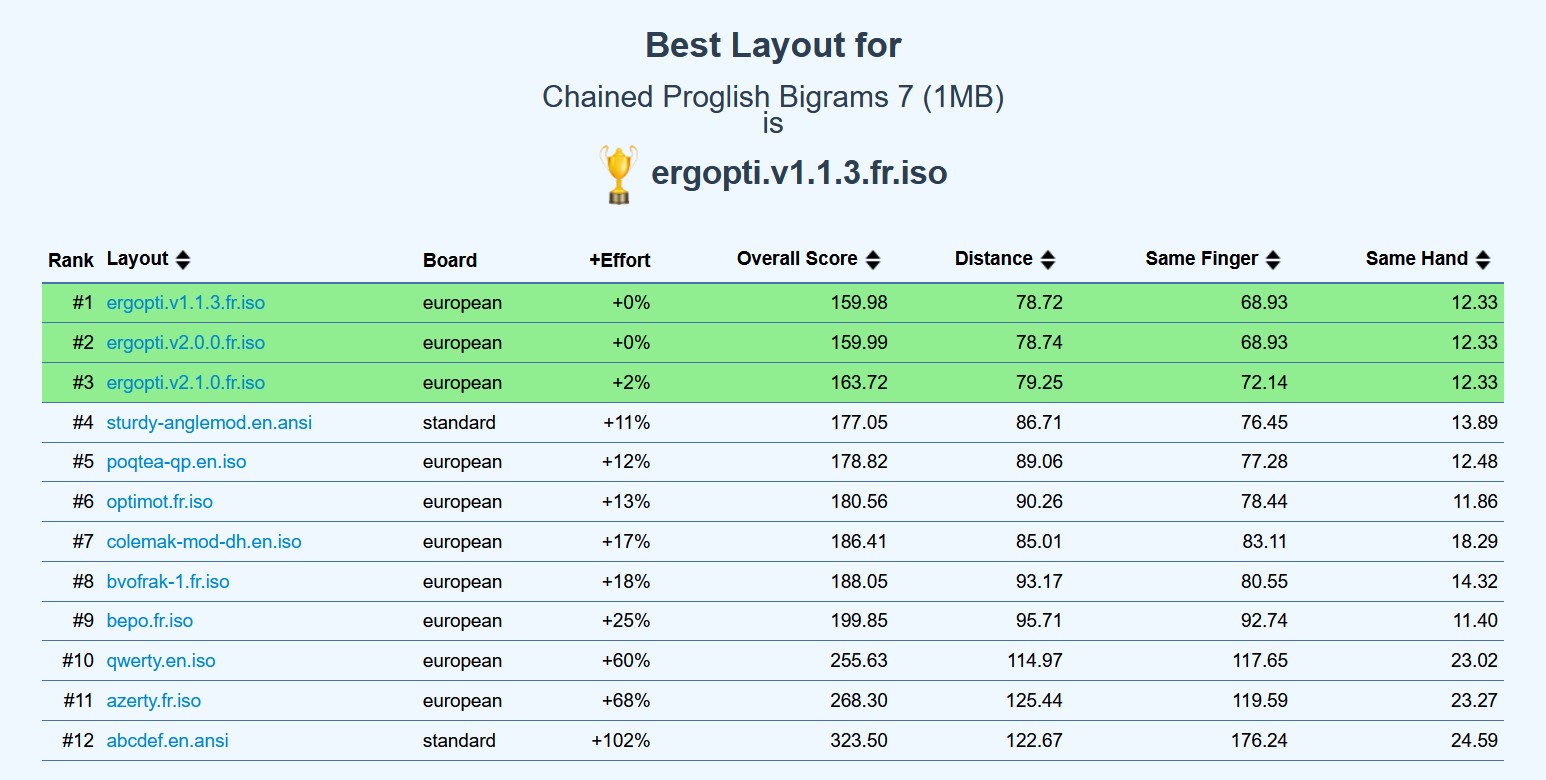 Best Layout for
Chained Proglish Bigrams 7 (1MB)
is
ergopti.v1.1.3.fr.iso
Rank Layout Board +Effort Overall Score Distance Same Finger Same Hand
#1 ergopti.v1.1.3.fr.iso european +0% 159.98 78.72 68.93 12.33
#2 ergopti.v2.0.0.fr.iso european +0% 159.99 78.74 68.93 12.33
#3 ergopti.v2.1.0.fr.iso european +2% 163.72 79.25 72.14 12.33
#4 sturdy-anglemod.en.ansi standard +11% 177.05 86.71 76.45 13.89
#5 poqtea-qp.en.iso european +12% 178.82 89.06 77.28 12.48
#6 optimot.fr.iso european +13% 180.56 90.26 78.44 11.86
#7 colemak-mod-dh.en.iso european +17% 186.41 85.01 83.11 18.29
#8 bvofrak-1.fr.iso european +18% 188.05 93.17 80.55 14.32
#9 bepo.fr.iso european +25% 199.85 95.71 92.74 11.40
#10 qwerty.en.iso european +60% 255.63 114.97 117.65 23.02
#11 azerty.fr.iso european +68% 268.30 125.44 119.59 23.27
#12 abcdef.en.ansi standard +102% 323.50 122.67 176.24 24.59